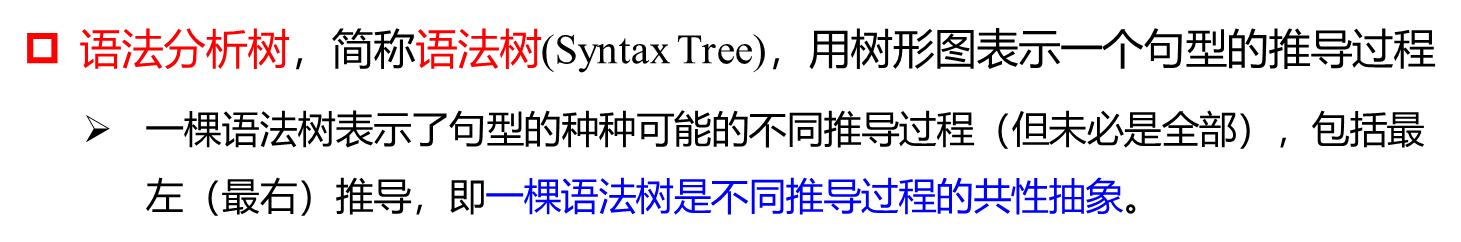 语法分析树，简称语法树(Syntax Tree)，用树形图表示一个句型的推导过程
一棵语法树表示了句型的种种可能的不同推导过程（但未必是全部），包括最
左（最右）推导，即一棵语法树是不同推导过程的共性抽象。